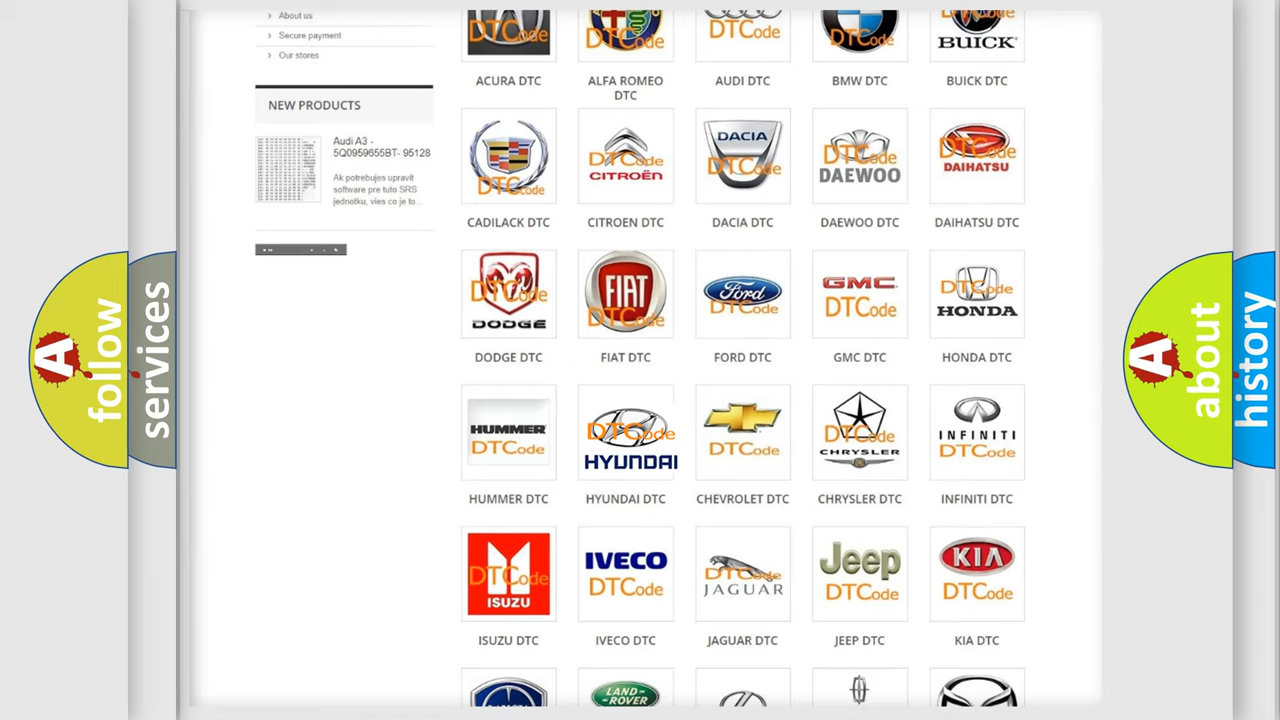 About us
Secure payment
Our stores
NEW PRODUCTS
Audi A3 -
5Q0959655BT- 95128
Ak potrebujes upravit
software pre tuto SRS
jednotku, vies co je to...
DTCode
DTCode
DTCode
DTCode
DTCode
BUICK
ACURA DTC
ALFA ROMEO
DTC
AUDI DTC
BMW DTC
BUICK DTC
DTCode
DTCode
CITROËN
DACIA
DTCode
DTCode
DAEWOO
DTCode
DAIHATSU
CADILACK DTC
CITROEN DTC
DACIA DTC
DAEWOO DTC
DAIHATSU DTC
DTCode
DODGE
FIAT
DTCode
Ford
DTCode
GMC
DTCode
DTCode
HONDA
DODGE DTC
FIAT DTC
FORD DTC
GMC DTC
HONDA DTC
HUMMER
DTCode
DTCode
HYUNDAI
DTCode
DTCode
CHRYSLER
INFINITI
DTCode
HUMMER DTC
HYUNDAI DTC
CHEVROLET DTC
CHRYSLER DTC
INFINITI DTC
DTCode
ISUZU
IVECO
DTCode
DTCode
JAGUAR
Jeep
DTCode
KIA
DTCode
ISUZU DTC
IVECO DTC
JAGUAR DTC
JEEP DTC
KIA DTC
LAND-
ROVER
A follow
services
A about
history